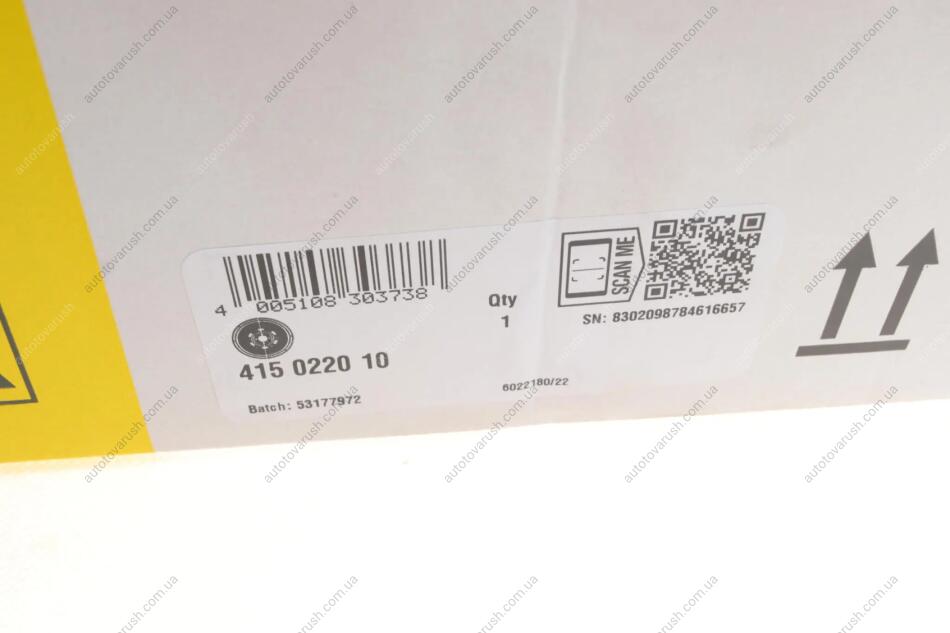 SCAN ME
4 005108 303738
Qty
1
SN: 8302098784616657
415 0220 10
6022180/22
Batch: 53177972
autotovarush.com.ua